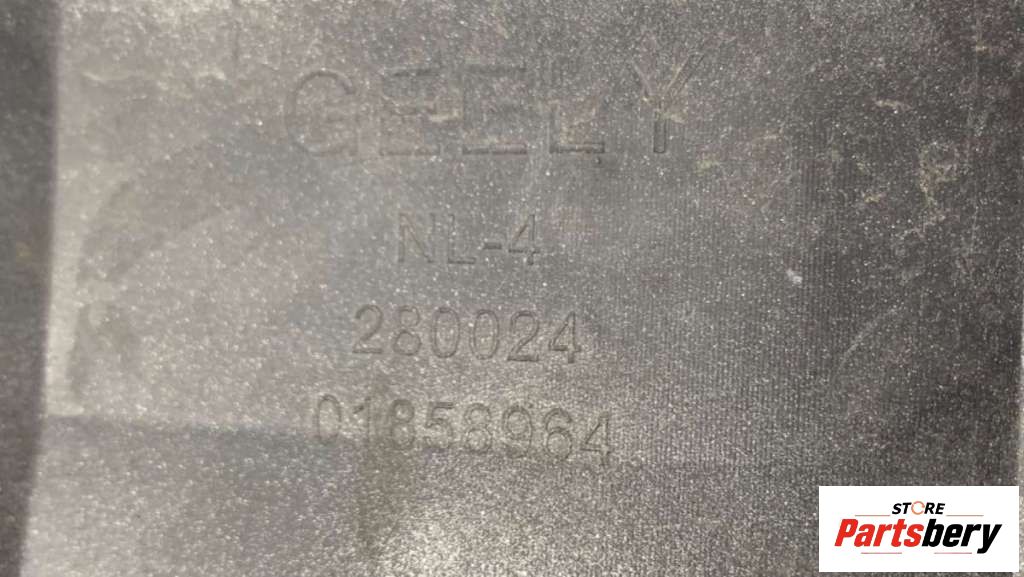 GEELY
NL-4
280024
01858964
STORE
Partsbery